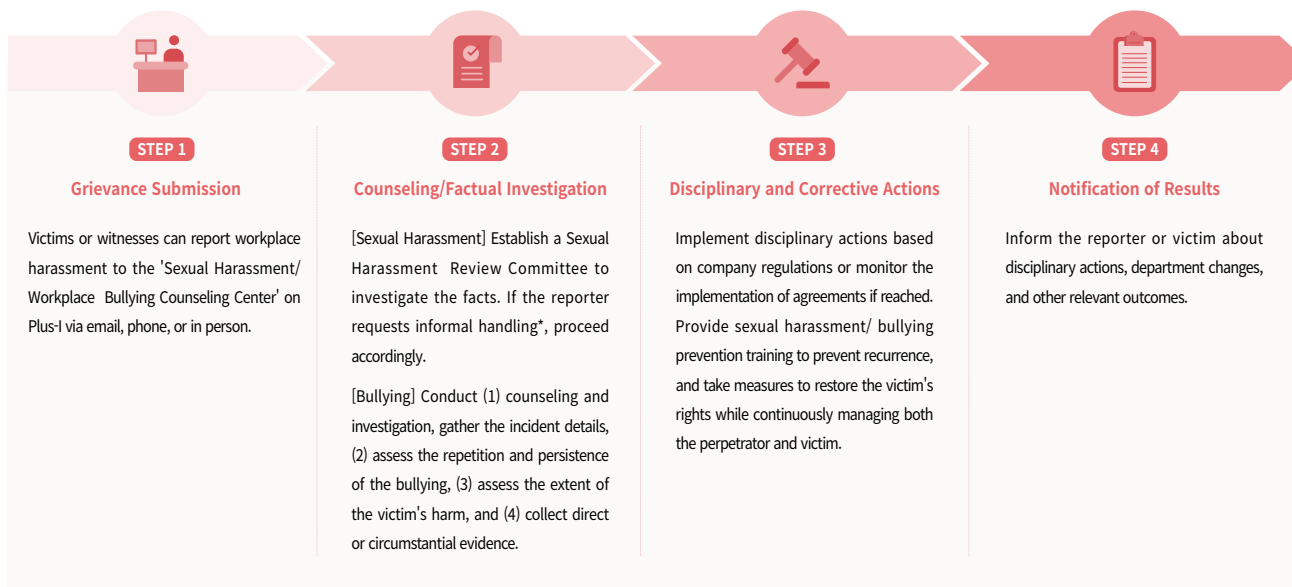 STEP 1
Grievance Submission
Victims or witnesses can report workplace
harassment to the 'Sexual Harassment/
Workplace Bullying Counseling Center' on
Plus-I via email, phone, or in person.
STEP 2
Counseling/Factual Investigation
[Sexual Harassment] Establish a Sexual
Harassment Review Committee to
investigate the facts. If the reporter
requests informal handling*, proceed
accordingly.
[Bullying] Conduct (1) counseling and
investigation, gather the incident details,
(2) assess the repetition and persistence
of the bullying, (3) assess the extent of
the victim's harm, and (4) collect direct
or circumstantial evidence.
STEP 3
Disciplinary and Corrective Actions
Implement disciplinary actions based
on company regulations or monitor the
implementation of agreements if reached.
Provide sexual harassment/ bullying
prevention training to prevent recurrence,
and take measures to restore the victim's
rights while continuously managing both
the perpetrator and victim.
STEP 4
Notification of Results
Inform the reporter or victim about
disciplinary actions, department changes,
and other relevant outcomes.